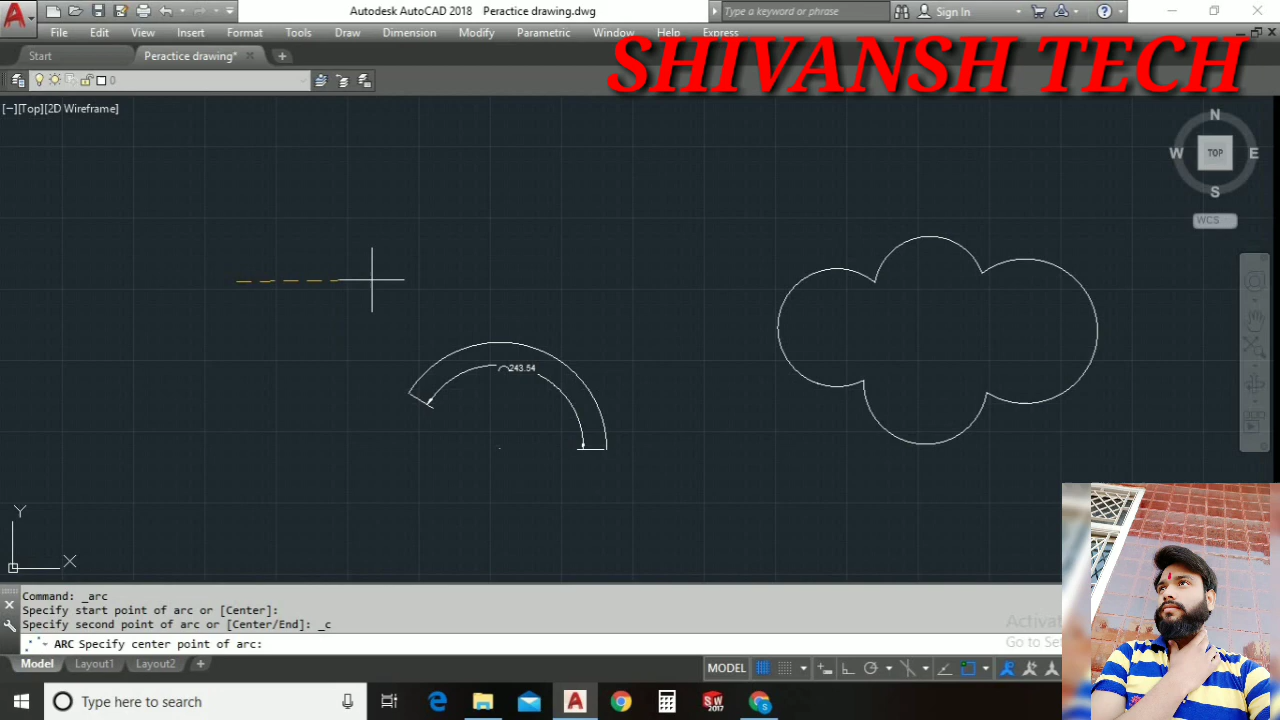 Autodesk AutoCAD 2018 Peractice drawing.dwg
Type a keyword or phrase
Sign In
File Edit View Insert Format Tools Draw Dimension Modify Parametric Window Help Express
Start
Peractice drawing*
SHIVANSH TECH
0
[−][Top][2D Wireframe]
N
W
TOP
E
S
WCS
243.54
Y
X
Command: _arc
Specify start point of arc or [Center]:
Specify second point of arc or [Center/End]: _c
ARC Specify center point of arc:
Model Layout1 Layout2
MODEL
Type here to search
SW
2017